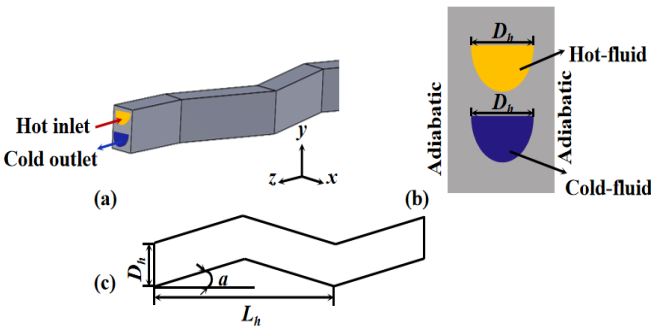 Hot inlet
Cold outlet
y
z
x
(a)
D_h
Hot-fluid
Adiabatic
Adiabatic
D_h
Cold-fluid
(b)
D_h
a
L_h
(c)